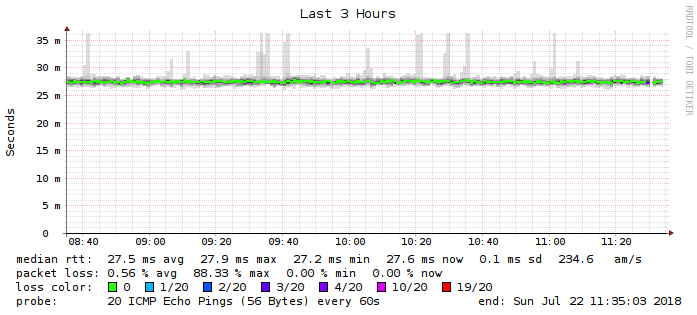 Last 3 Hours
RRDTOOL / TOBI OETIKER
Seconds
35 m
30 m
25 m
20 m
15 m
10 m
5 m
0
08:40 09:00 09:20 09:40 10:00 10:20 10:40 11:00 11:20
median rtt: 27.5 ms avg 27.9 ms max 27.2 ms min 27.6 ms now 0.1 ms sd 234.6 am/s
packet loss: 0.56 % avg 88.33 % max 0.00 % min 0.00 % now
loss color: 0 1/20 2/20 3/20 4/20 10/20 19/20
probe: 20 ICMP Echo Pings (56 Bytes) every 60s end: Sun Jul 22 11:35:03 2018